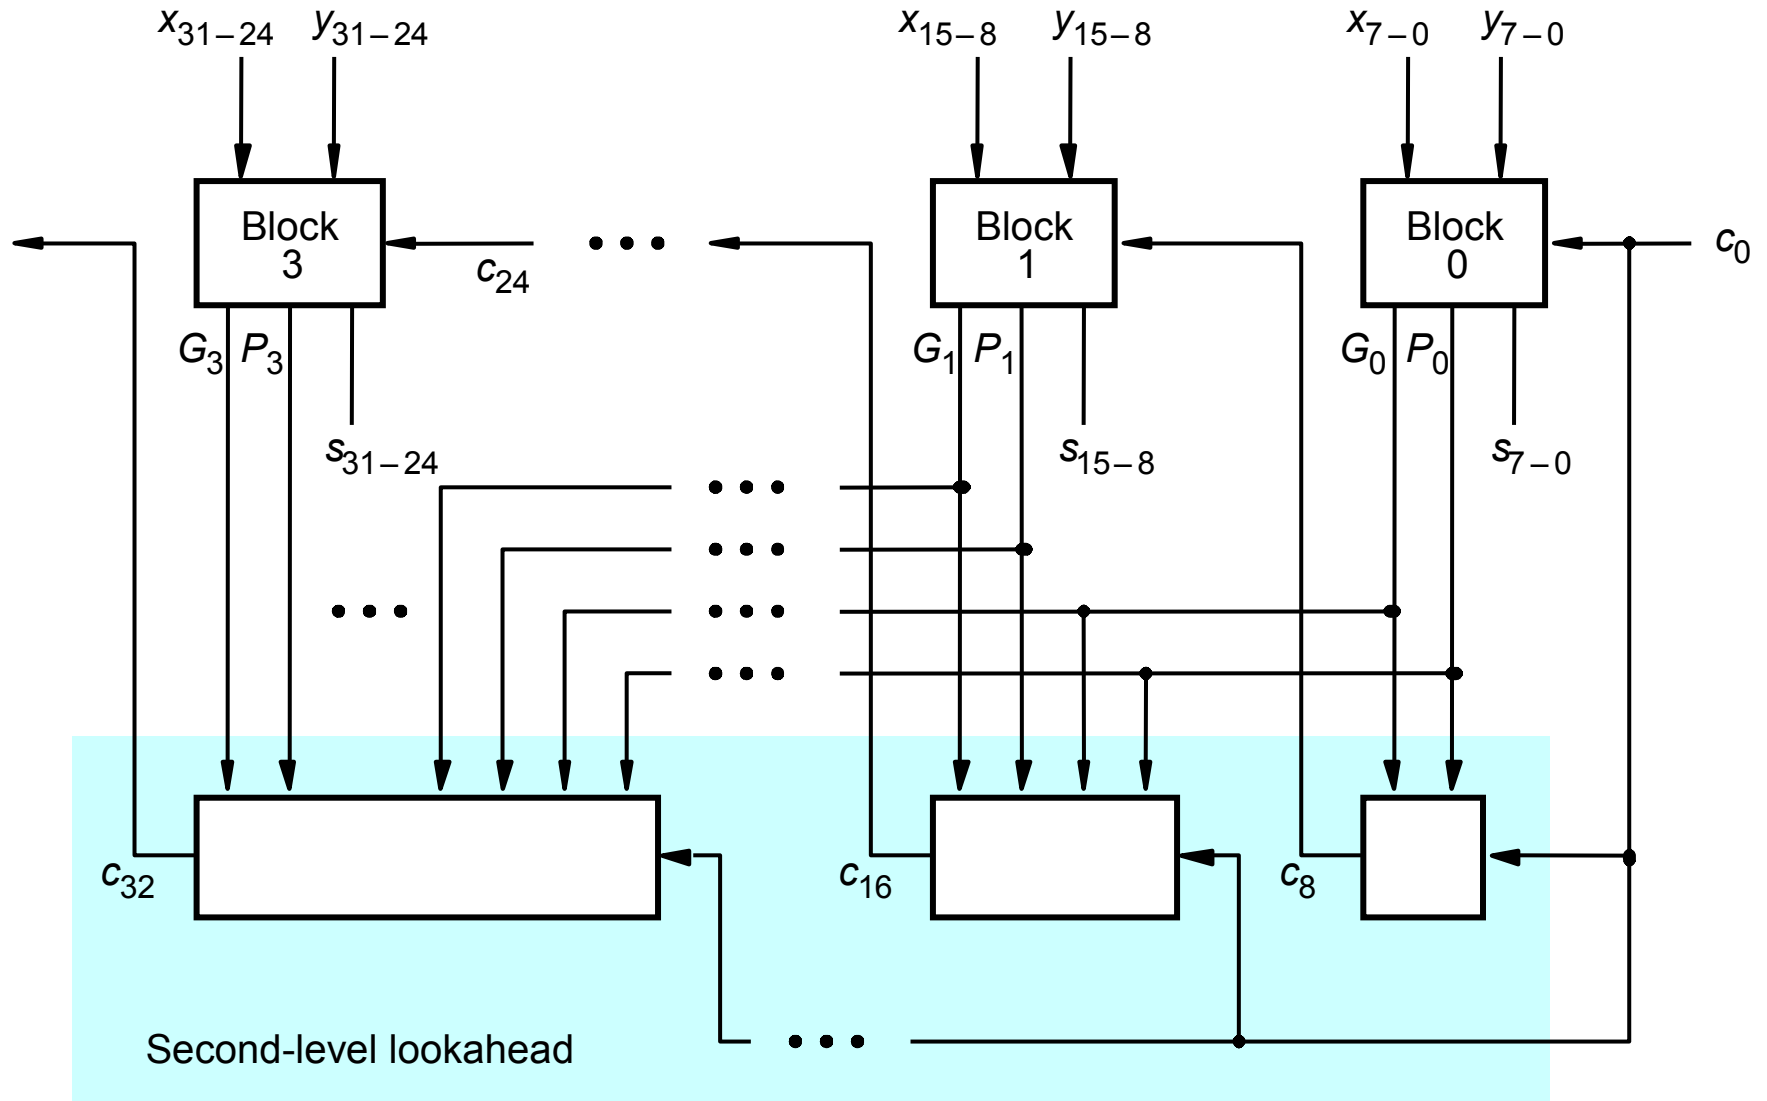 x31–24 y31–24 x15–8 y15–8 x7–0 y7–0
Block
3
Block
1
Block
0
c0
c24
G3 P3 G1 P1 G0 P0
s31–24 s15–8 s7–0
c32 c16 c8
Second-level lookahead